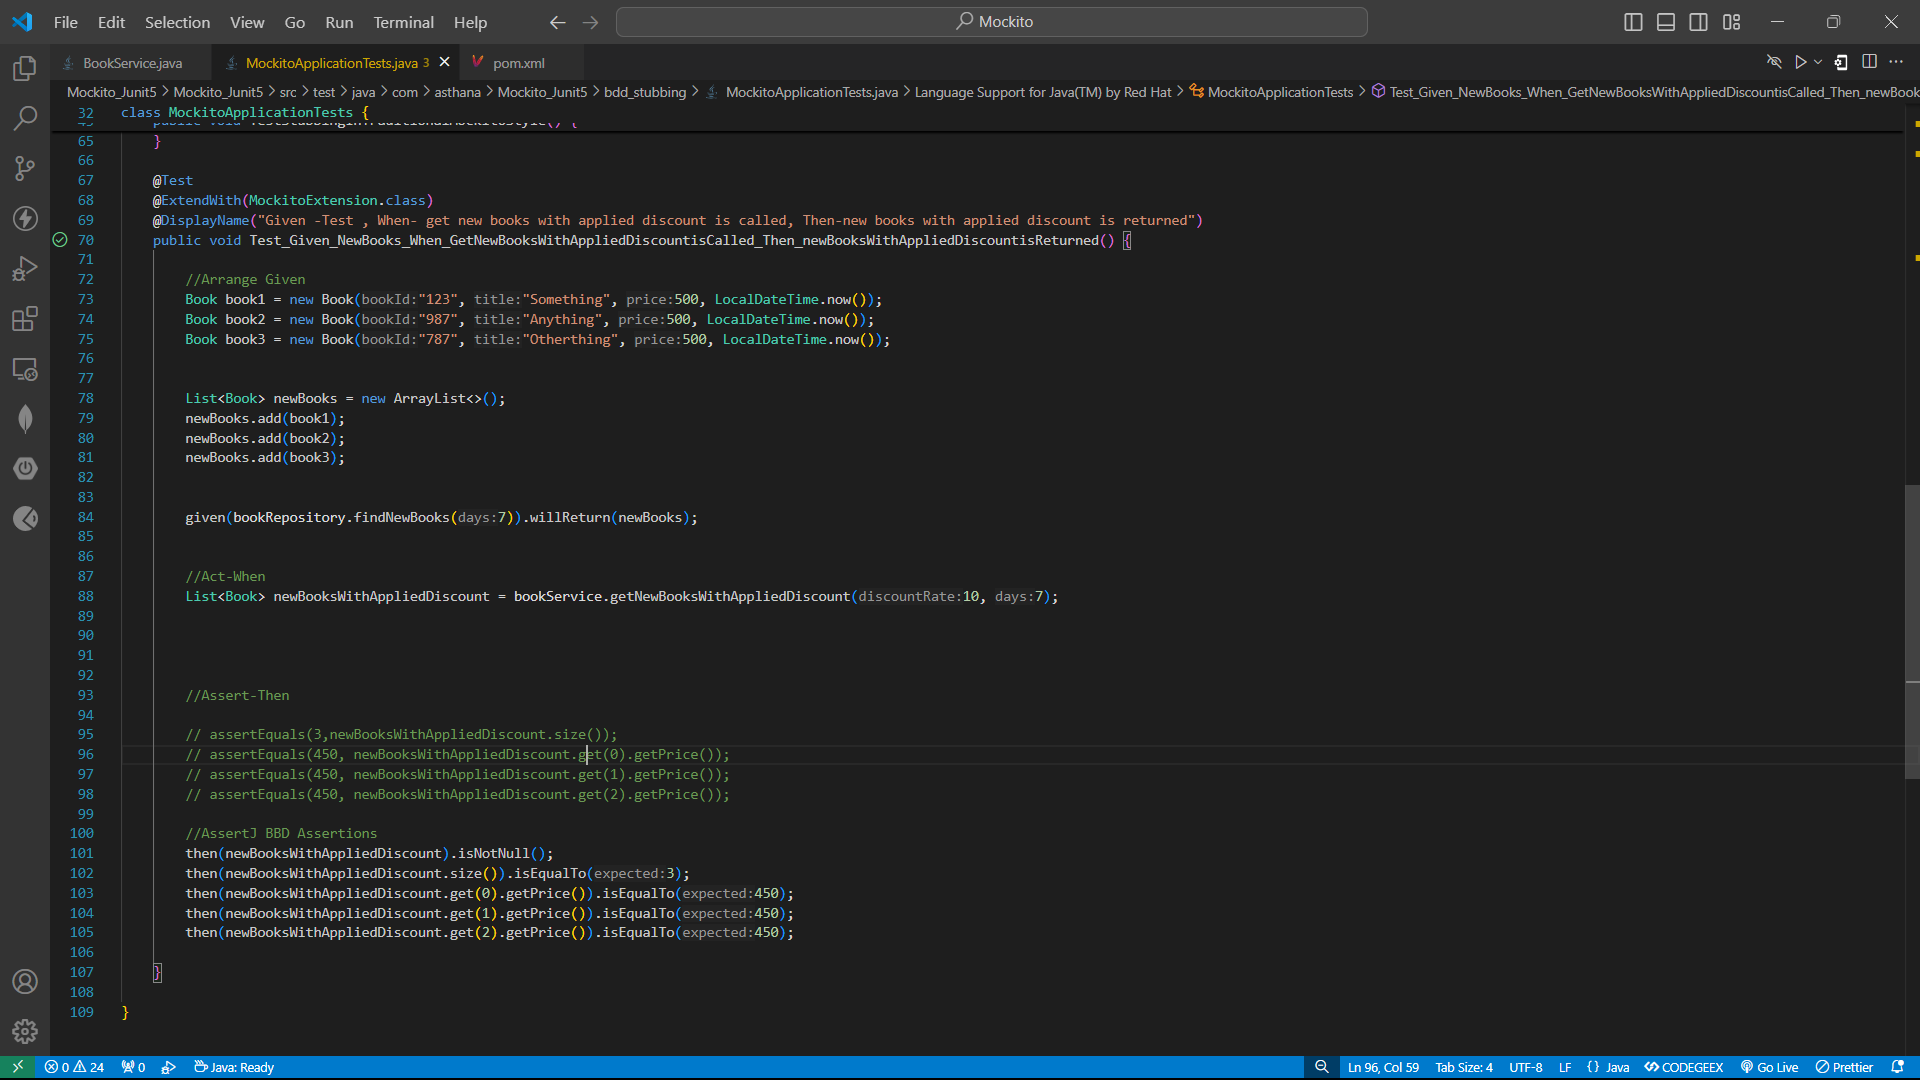 File Edit Selection View Go Run Terminal Help Mockito
BookService.java MockitoApplicationTests.java 3 pom.xml
Mockito_Junit5 > Mockito_Junit5 > src > test > java > com > asthana > Mockito_Junit5 > bdd_stubbing > MockitoApplicationTests.java > Language Support for Java(TM) by Red Hat > MockitoApplicationTests > Test_Given_NewBooks_When_GetNewBooksWithAppliedDiscountisCalled_Then_newBook
32 class MockitoApplicationTests {
65 }
66
67 @Test
68 @ExtendWith(MockitoExtension.class)
69 @DisplayName("Given -Test , When- get new books with applied discount is called, Then-new books with applied discount is returned")
70 public void Test_Given_NewBooks_When_GetNewBooksWithAppliedDiscountisCalled_Then_newBooksWithAppliedDiscountisReturned() {
71
72 //Arrange Given
73 Book book1 = new Book(bookId:"123", title:"Something", price:500, LocalDateTime.now());
74 Book book2 = new Book(bookId:"987", title:"Anything", price:500, LocalDateTime.now());
75 Book book3 = new Book(bookId:"787", title:"Otherthing", price:500, LocalDateTime.now());
76
77
78 List<Book> newBooks = new ArrayList<>();
79 newBooks.add(book1);
80 newBooks.add(book2);
81 newBooks.add(book3);
82
83
84 given(bookRepository.findNewBooks(days:7)).willReturn(newBooks);
85
86
87 //Act-When
88 List<Book> newBooksWithAppliedDiscount = bookService.getNewBooksWithAppliedDiscount(discountRate:10, days:7);
89
90
91
92
93 //Assert-Then
94
95 // assertEquals(3,newBooksWithAppliedDiscount.size());
96 // assertEquals(450, newBooksWithAppliedDiscount.get(0).getPrice());
97 // assertEquals(450, newBooksWithAppliedDiscount.get(1).getPrice());
98 // assertEquals(450, newBooksWithAppliedDiscount.get(2).getPrice());
99
100 //AssertJ BBD Assertions
101 then(newBooksWithAppliedDiscount).isNotNull();
102 then(newBooksWithAppliedDiscount.size()).isEqualTo(expected:3);
103 then(newBooksWithAppliedDiscount.get(0).getPrice()).isEqualTo(expected:450);
104 then(newBooksWithAppliedDiscount.get(1).getPrice()).isEqualTo(expected:450);
105 then(newBooksWithAppliedDiscount.get(2).getPrice()).isEqualTo(expected:450);
106
107 }
108
109 }
0 24 0 Java: Ready Ln 96, Col 59 Tab Size: 4 UTF-8 LF {} Java CODEGEEX Go Live Prettier